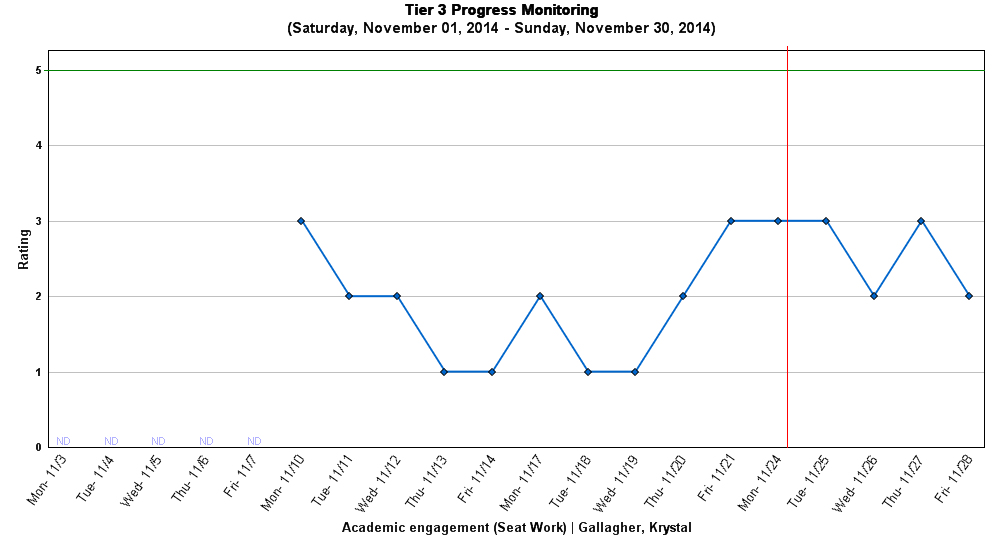 Tier 3 Progress Monitoring
(Saturday, November 01, 2014 - Sunday, November 30, 2014)
5
4
3
2
1
0
Rating
ND ND ND ND ND
Mon- 11/3
Tue- 11/4
Wed- 11/5
Thu- 11/6
Fri- 11/7
Mon- 11/10
Tue- 11/11
Wed- 11/12
Thu- 11/13
Fri- 11/14
Mon- 11/17
Tue- 11/18
Wed- 11/19
Thu- 11/20
Fri- 11/21
Mon- 11/24
Tue- 11/25
Wed- 11/26
Thu- 11/27
Fri- 11/28
Academic engagement (Seat Work) | Gallagher, Krystal